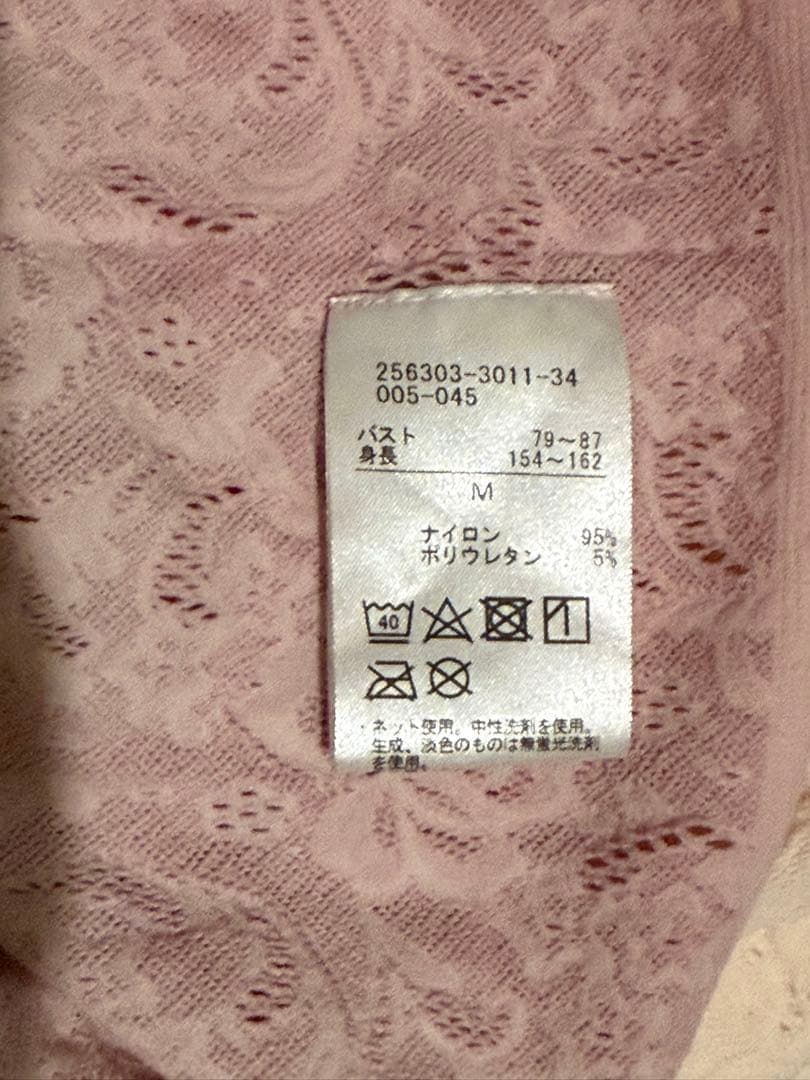 256303-3011-34
005-045
バスト 79~87
身長 154~162
M
ナイロン 95%
ポリウレタン 5%
40
・ネット使用。中性洗剤を使用。
生成、淡色のものは無蛍光洗剤
を使用。